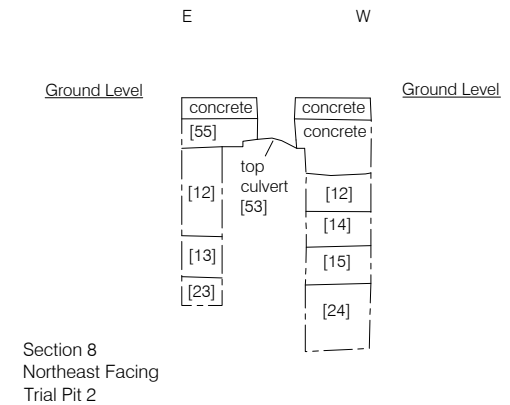 E W
Ground Level Ground Level
concrete concrete
[55] concrete
top
culvert
[53]
[12] [12]
[14]
[13] [15]
[23] [24]
Section 8
Northeast Facing
Trial Pit 2